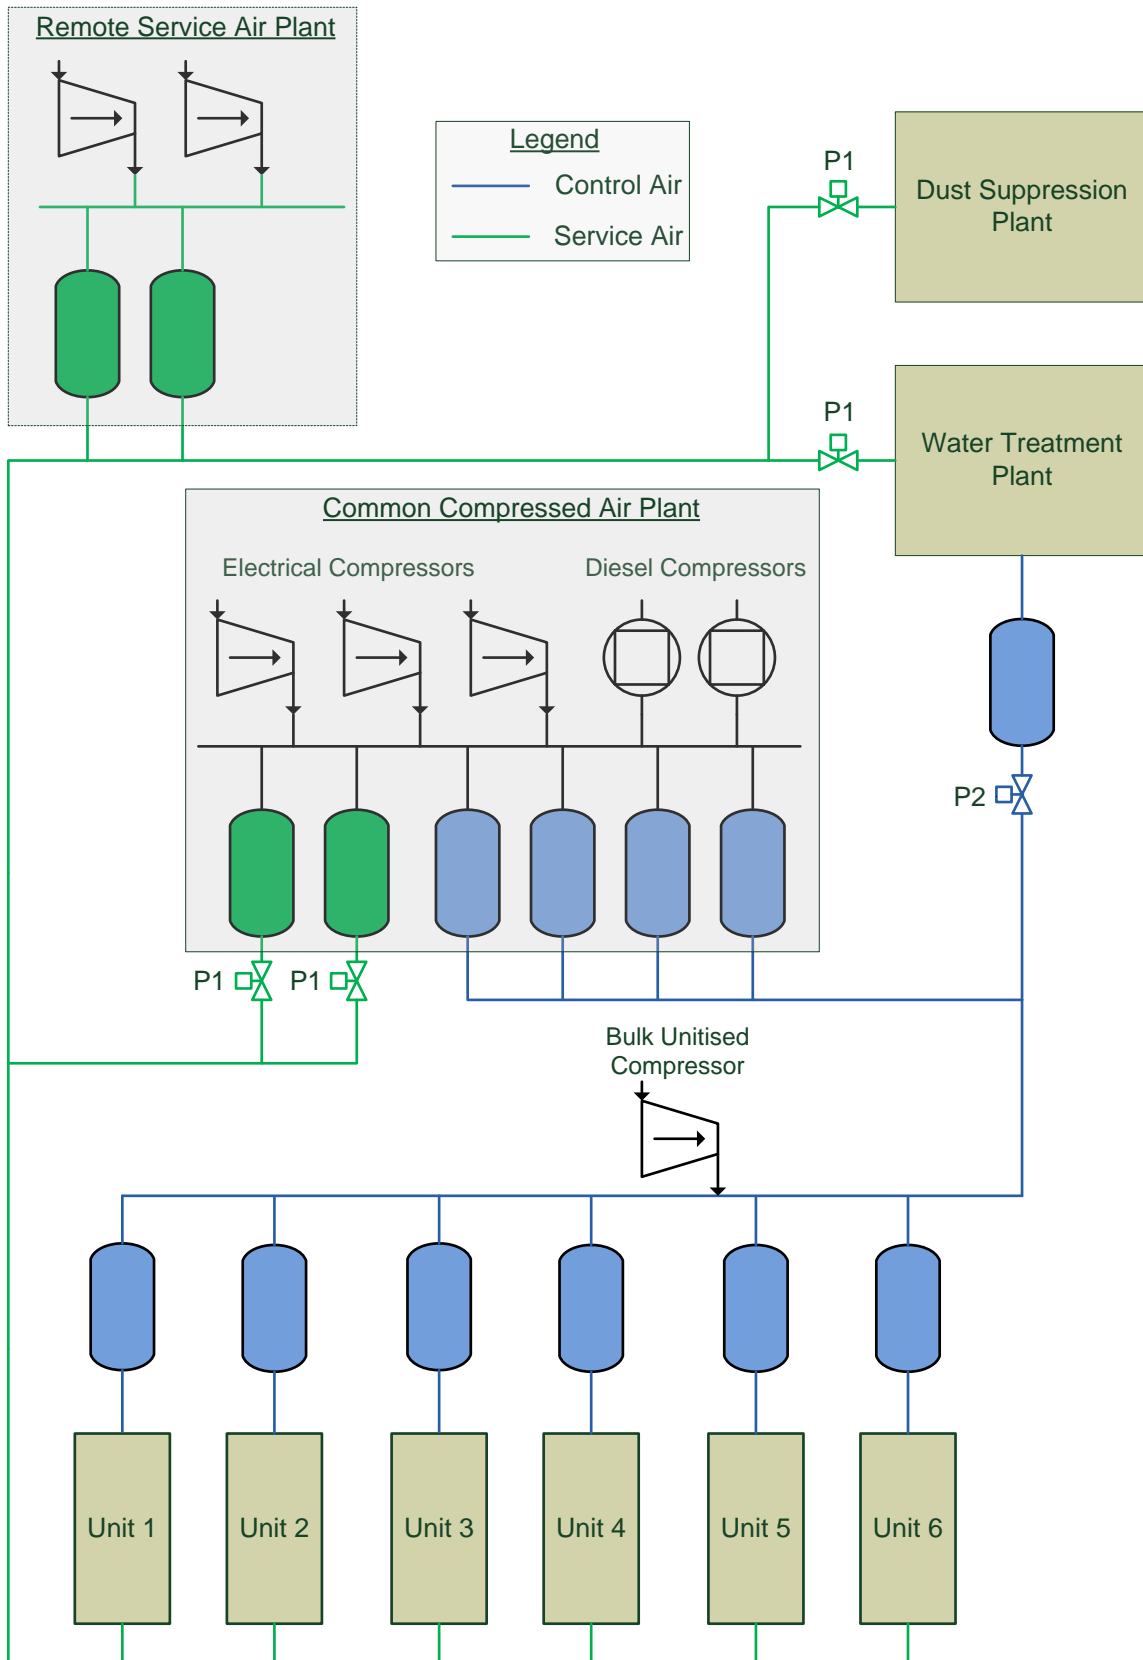 Remote Service Air Plant
Legend
Control Air
Service Air
P1
Dust Suppression
Plant
P1
Water Treatment
Plant
Common Compressed Air Plant
Electrical Compressors
Diesel Compressors
P2
P1
P1
Bulk Unitised
Compressor
Unit 1
Unit 2
Unit 3
Unit 4
Unit 5
Unit 6